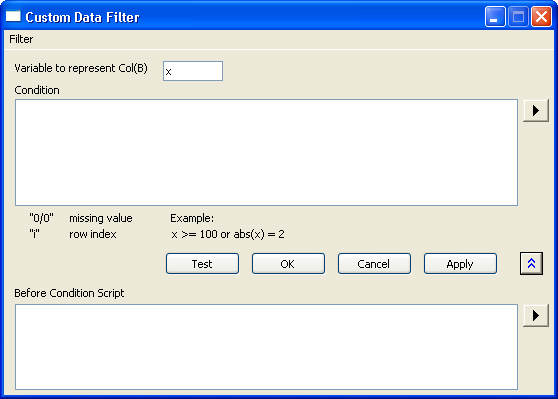 Custom Data Filter
Filter
Variable to represent Col(B) x
Condition
"0/0" missing value Example:
"i" row index x >= 100 or abs(x) = 2
Test OK Cancel Apply
Before Condition Script